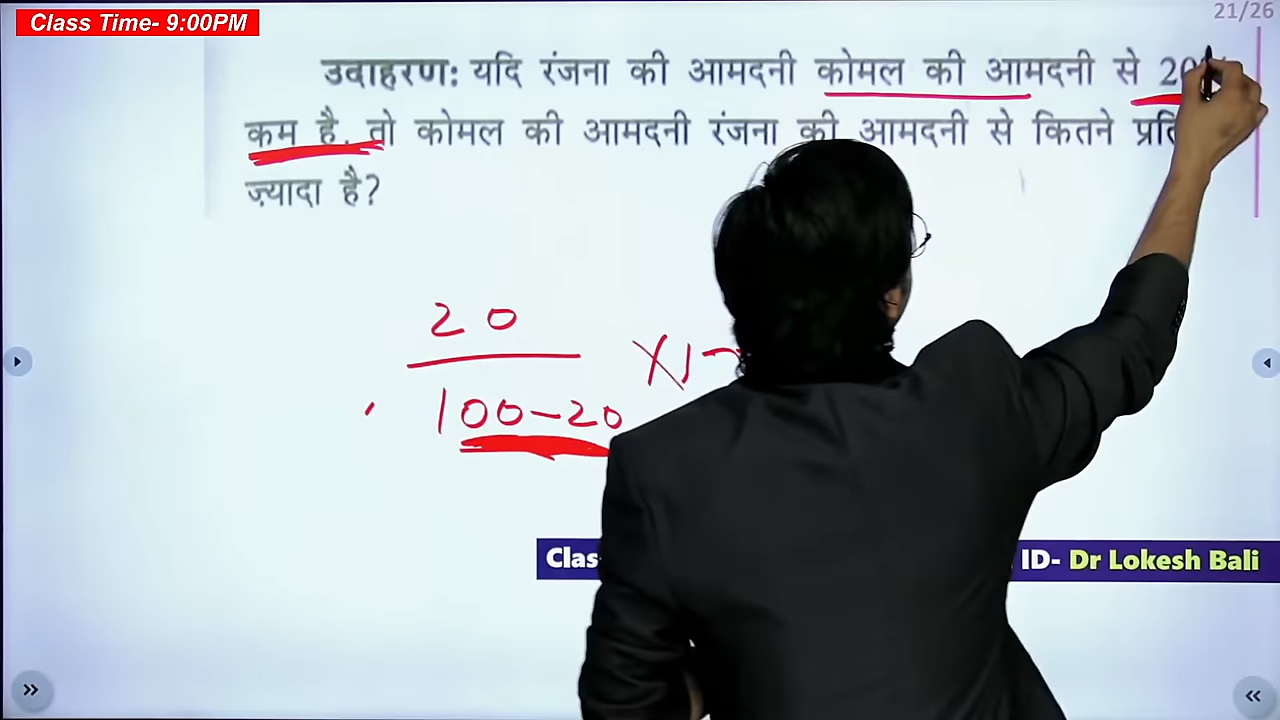 Class Time- 9:00PM
21/26
उदाहरण: यदि रंजना की आमदनी कोमल की आमदनी से
कम है. तो कोमल की आमदनी रंजना की आमदनी से कितने
ज़्यादा है?
20
100-20
ID- Dr Lokesh Bali